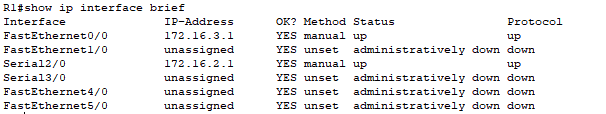 R1#show ip interface brief
Interface IP-Address OK? Method Status Protocol
FastEthernet0/0 172.16.3.1 YES manual up up
FastEthernet1/0 unassigned YES unset administratively down down
Serial2/0 172.16.2.1 YES manual up up
Serial3/0 unassigned YES unset administratively down down
FastEthernet4/0 unassigned YES unset administratively down down
FastEthernet5/0 unassigned YES unset administratively down down